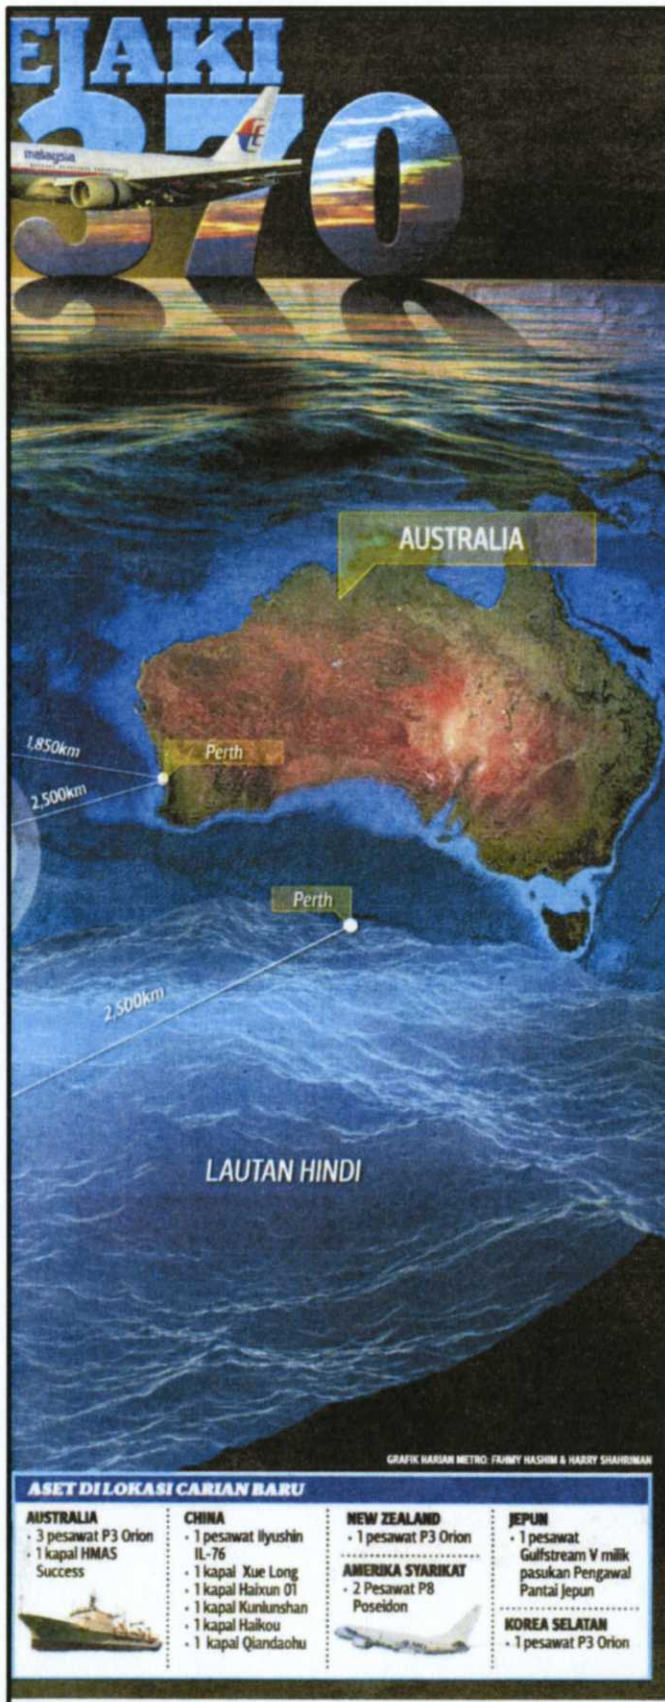 EJAKI
370
malaysia
AUSTRALIA
1,850km
Perth
2,500km
Perth
2,500km
LAUTAN HINDI
GRAFIK HARIAN METRO: FAHMY HASHIM & HARRY SHAHRIMAN
ASET DI LOKASI CARIAN BARU
AUSTRALIA
· 3 pesawat P3 Orion
· 1 kapal HMAS
Success
CHINA
· 1 pesawat Ilyushin
IL-76
· 1 kapal Xue Long
· 1 kapal Haixun 01
· 1 kapal Kunlunshan
· 1 kapal Haikou
· 1 kapal Qiandaohu
NEW ZEALAND
· 1 pesawat P3 Orion
AMERIKA SYARIKAT
· 2 Pesawat P8
Poseidon
JEPUN
· 1 pesawat
Gulfstream V milik
pasukan Pengawal
Pantai Jepun
KOREA SELATAN
· 1 pesawat P3 Orion